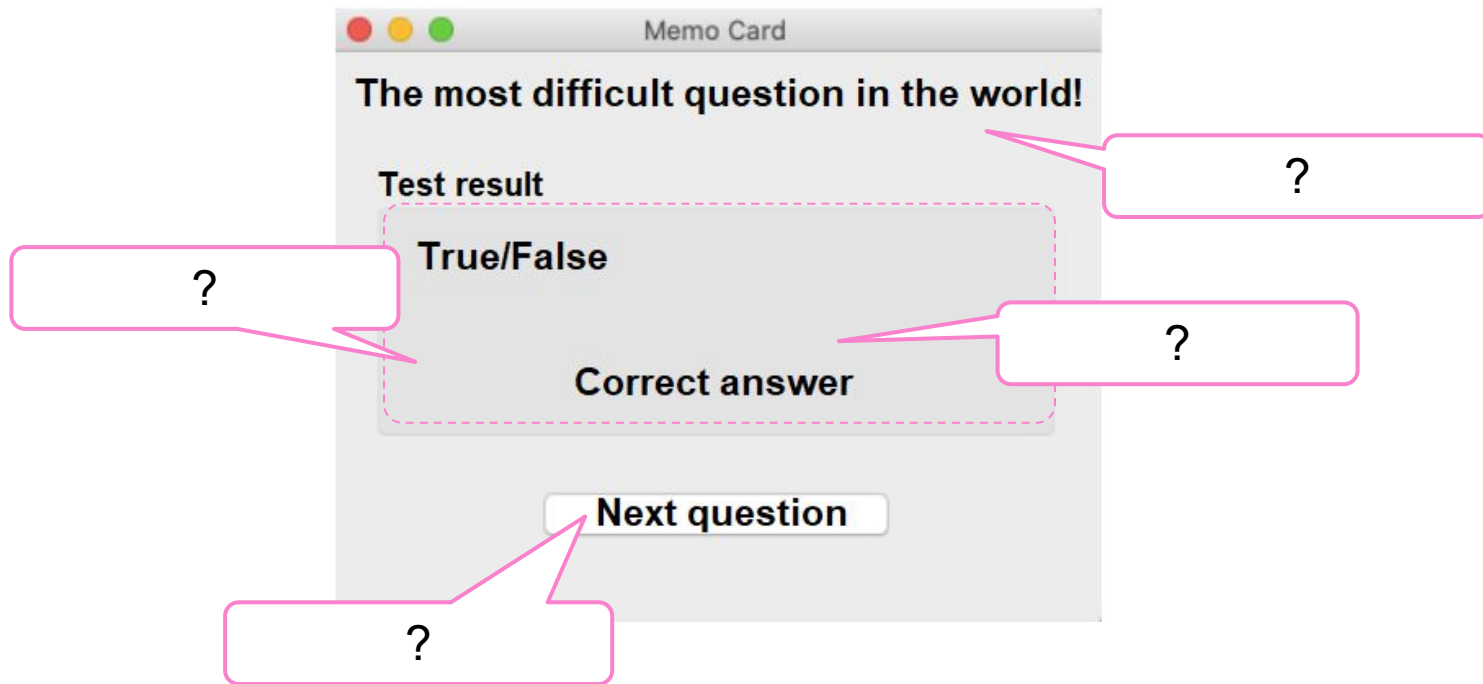 Memo Card
The most difficult question in the world!
?
Test result
True/False
?
?
Correct answer
Next question
?